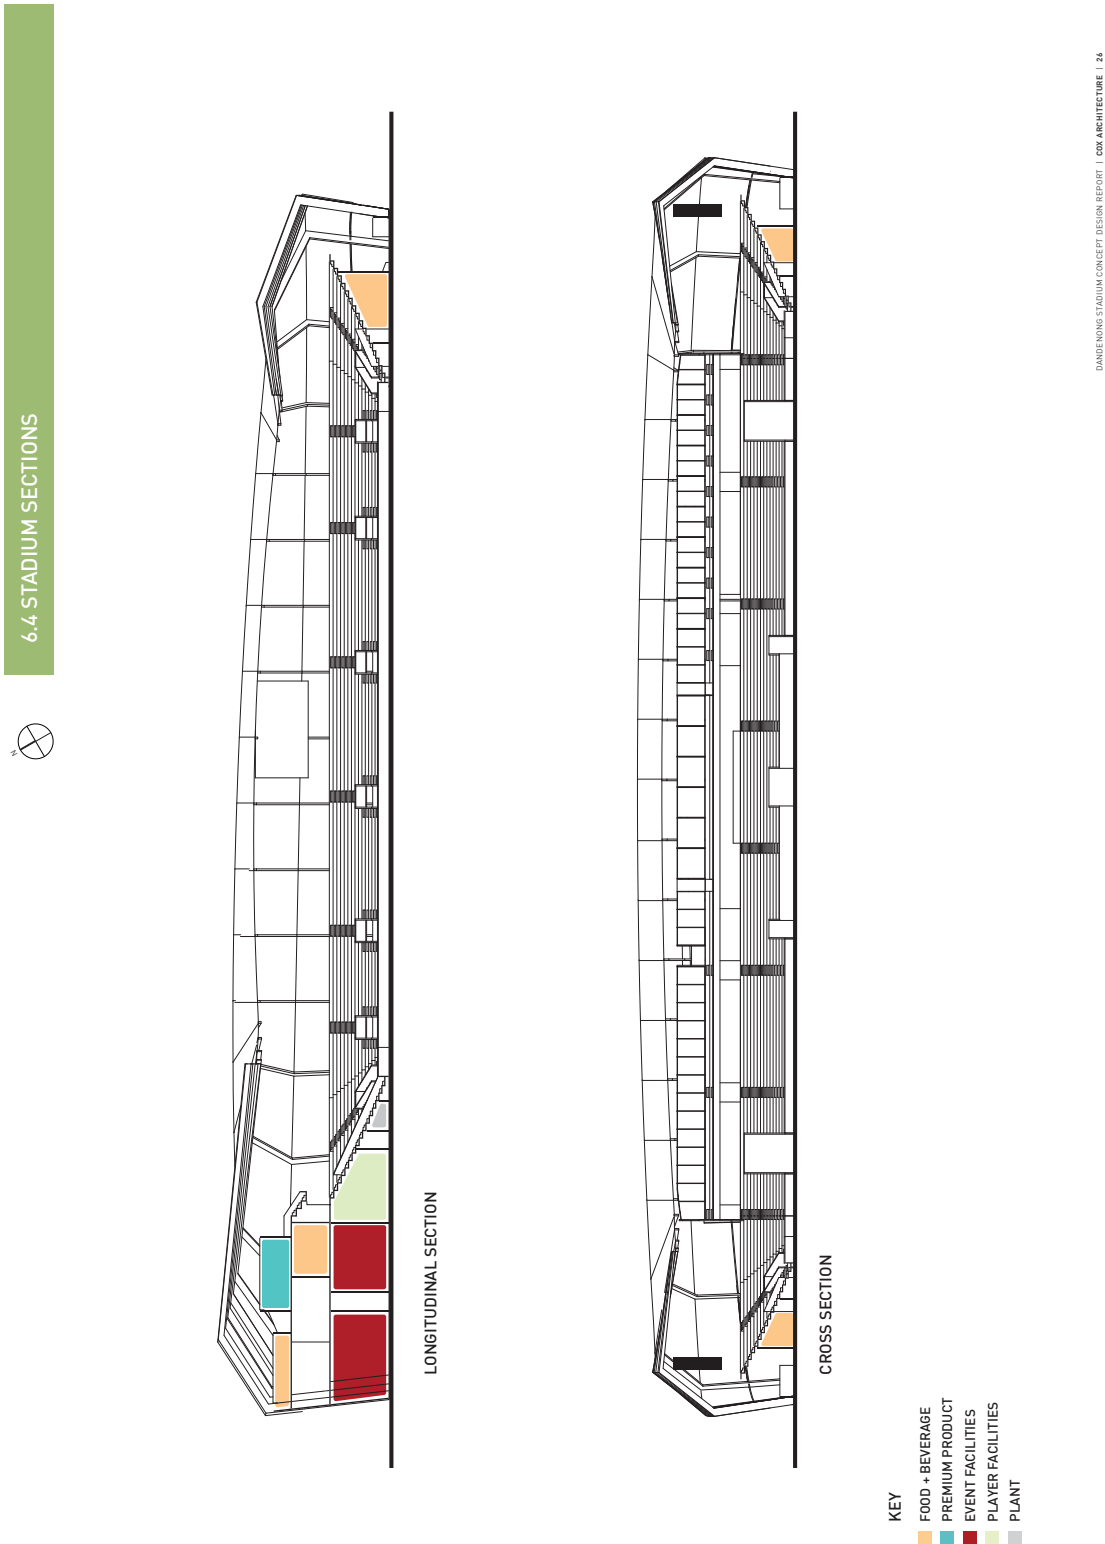 6.4 STADIUM SECTIONS
N
LONGITUDINAL SECTION
CROSS SECTION
KEY
FOOD + BEVERAGE
PREMIUM PRODUCT
EVENT FACILITIES
PLAYER FACILITIES
PLANT
DANDENONG STADIUM CONCEPT DESIGN REPORT | COX ARCHITECTURE | 26